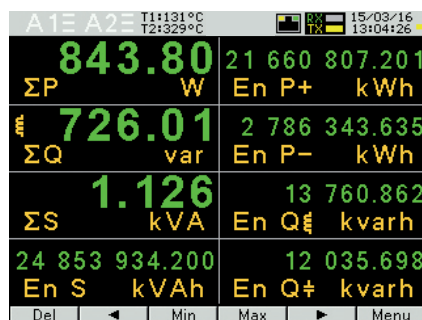 A1 A2 T1:131°C T2:329°C RX TX 15/03/16 13:04:26
843.80 21 660 807.201
ΣP W En P+ kWh
726.01 2 786 343.635
ΣQ var En P− kWh
1.126 13 760.862
ΣS kVA En Q kvarh
24 853 934.200 12 035.698
En S kVAh En Q kvarh
Del ◄ Min Max ► Menu